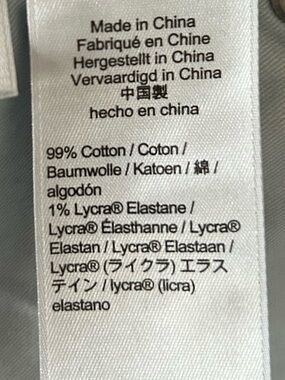 Made in China
Fabriqué en Chine
Hergestellt in China
Vervaardigd in China
中国製
hecho en china
99% Cotton / Coton /
Baumwolle / Katoen / 綿 /
algodón
1% Lycra® Elastane /
Lycra® Élasthanne / Lycra®
Elastan / Lycra® Elastaan /
Lycra® (ライクラ) エラス
テイン / lycra® (licra)
elastano